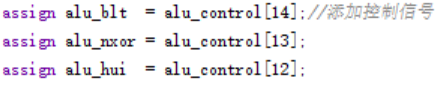 assign alu_blt  = alu_control[14];//添加控制信号
assign alu_nxor = alu_control[13];
assign alu_hui  = alu_control[12];